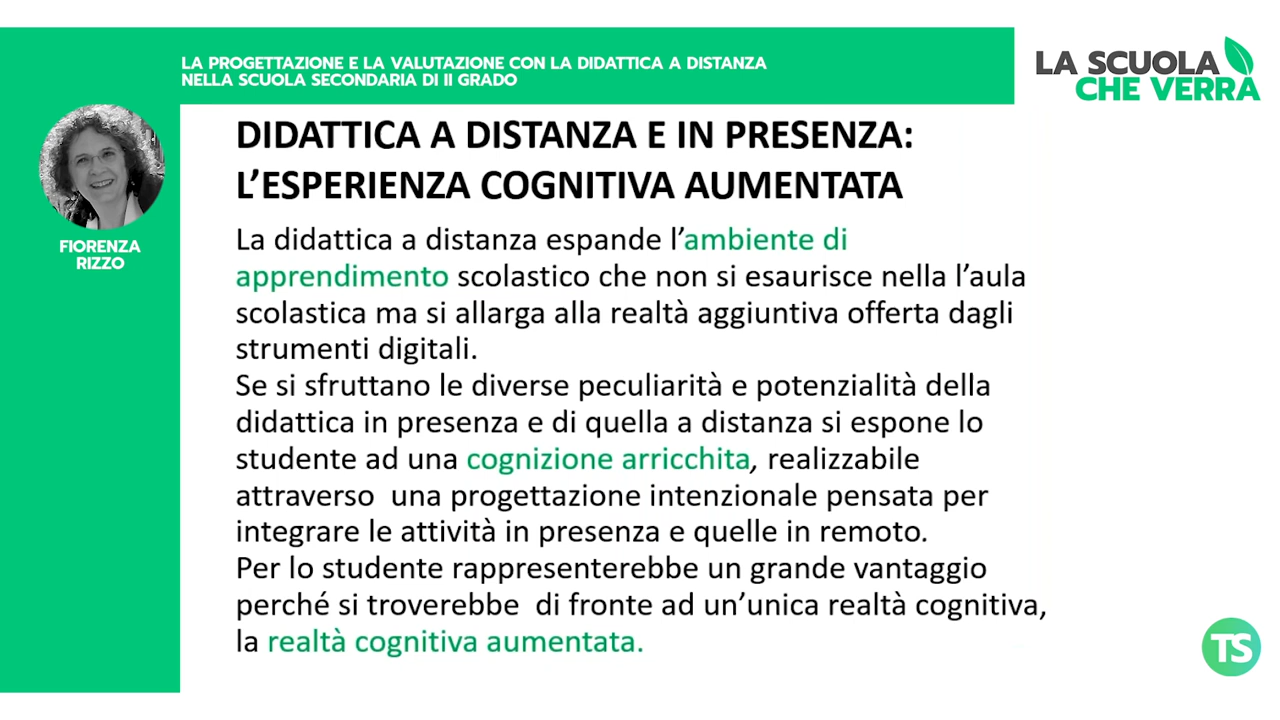 LA PROGETTAZIONE E LA VALUTAZIONE CON LA DIDATTICA A DISTANZA
NELLA SCUOLA SECONDARIA DI II GRADO
LA SCUOLA
CHE VERRÀ
FIORENZA
RIZZO
DIDATTICA A DISTANZA E IN PRESENZA:
L'ESPERIENZA COGNITIVA AUMENTATA
La didattica a distanza espande l'ambiente di
apprendimento scolastico che non si esaurisce nella l'aula
scolastica ma si allarga alla realtà aggiuntiva offerta dagli
strumenti digitali.
Se si sfruttano le diverse peculiarità e potenzialità della
didattica in presenza e di quella a distanza si espone lo
studente ad una cognizione arricchita, realizzabile
attraverso una progettazione intenzionale pensata per
integrare le attività in presenza e quelle in remoto.
Per lo studente rappresenterebbe un grande vantaggio
perché si troverebbe di fronte ad un'unica realtà cognitiva,
la realtà cognitiva aumentata.
TS